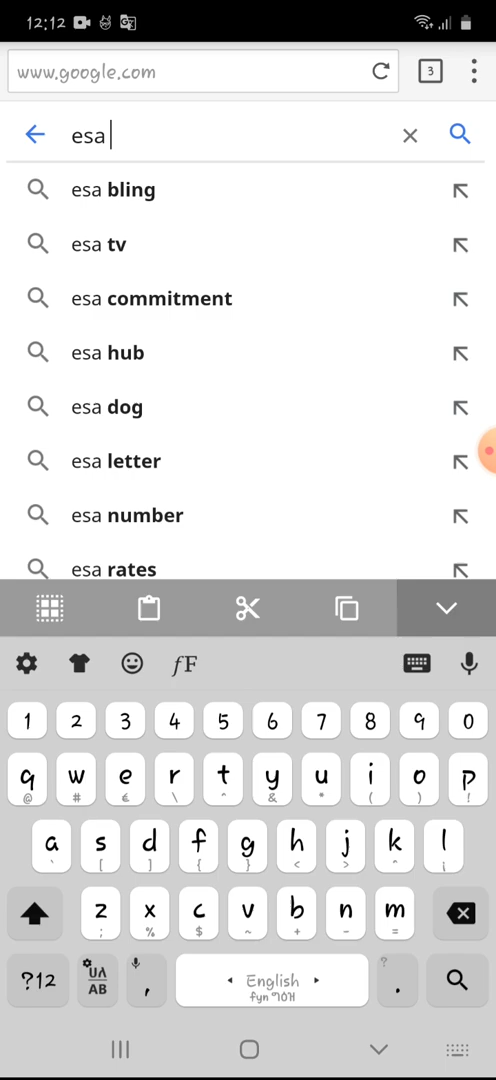 12:12
www.google.com
3
esa
esa bling
esa tv
esa commitment
esa hub
esa dog
esa letter
esa number
esa rates
fF
1 2 3 4 5 6 7 8 9 0
q w e r t y u i o p
@ # € \ ^ & * ( ) !
a s d f g h j k l
` [ ] { } < > ^ ¡
z x c v b n m
; % $ ~ + - =
?12 AB , English . ?